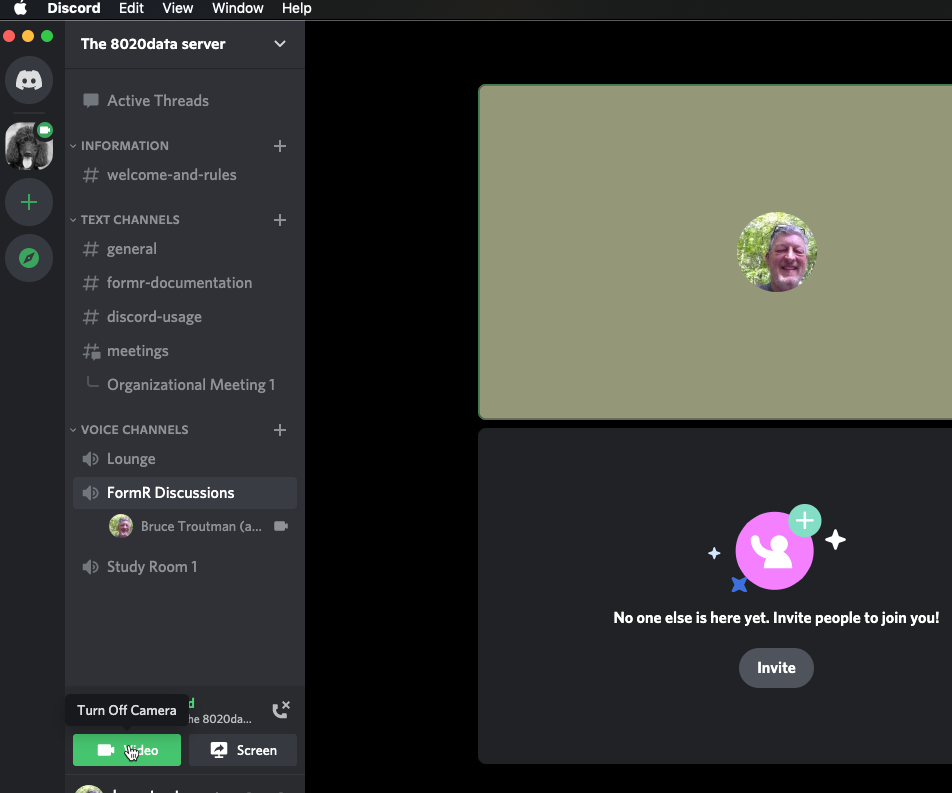 Discord Edit View Window Help
The 8020data server
Active Threads
INFORMATION
welcome-and-rules
TEXT CHANNELS
general
formr-documentation
discord-usage
meetings
Organizational Meeting 1
VOICE CHANNELS
Lounge
FormR Discussions
Bruce Troutman (a...
Study Room 1
Turn Off Camera
he 8020da...
Video Screen
No one else is here yet. Invite people to join you!
Invite